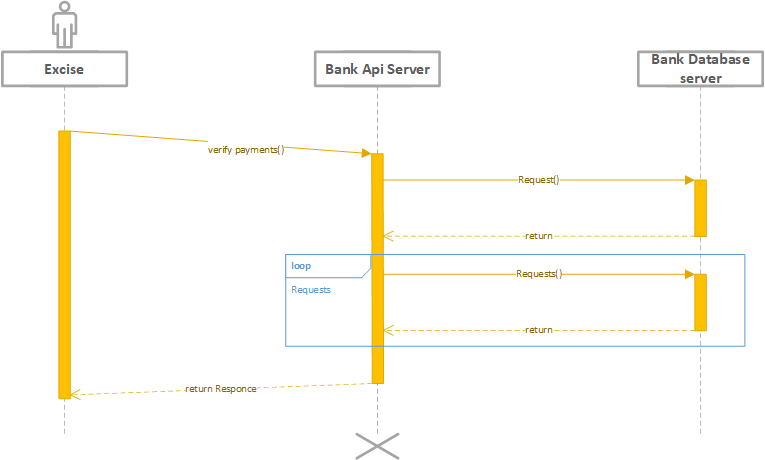 Excise
Bank Api Server
Bank Database
server
verify payments()
Request()
return
loop
Requests
Requests()
return
return Responce